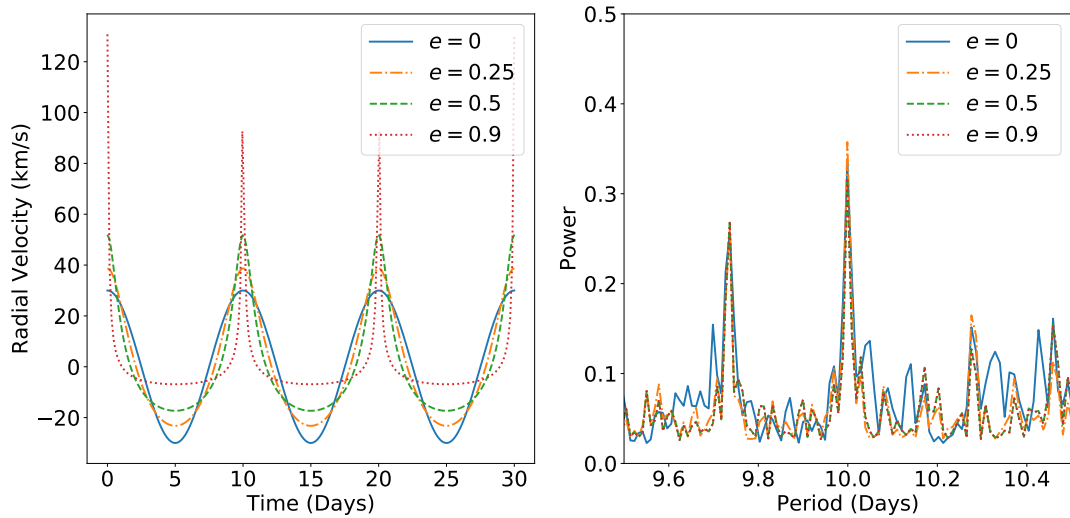 Radial Velocity (km/s)
120
100
80
60
40
20
0
−20
0
5
10
15
20
25
30
Time (Days)
e = 0
e = 0.25
e = 0.5
e = 0.9
Power
0.5
0.4
0.3
0.2
0.1
0.0
9.6
9.8
10.0
10.2
10.4
Period (Days)
e = 0
e = 0.25
e = 0.5
e = 0.9